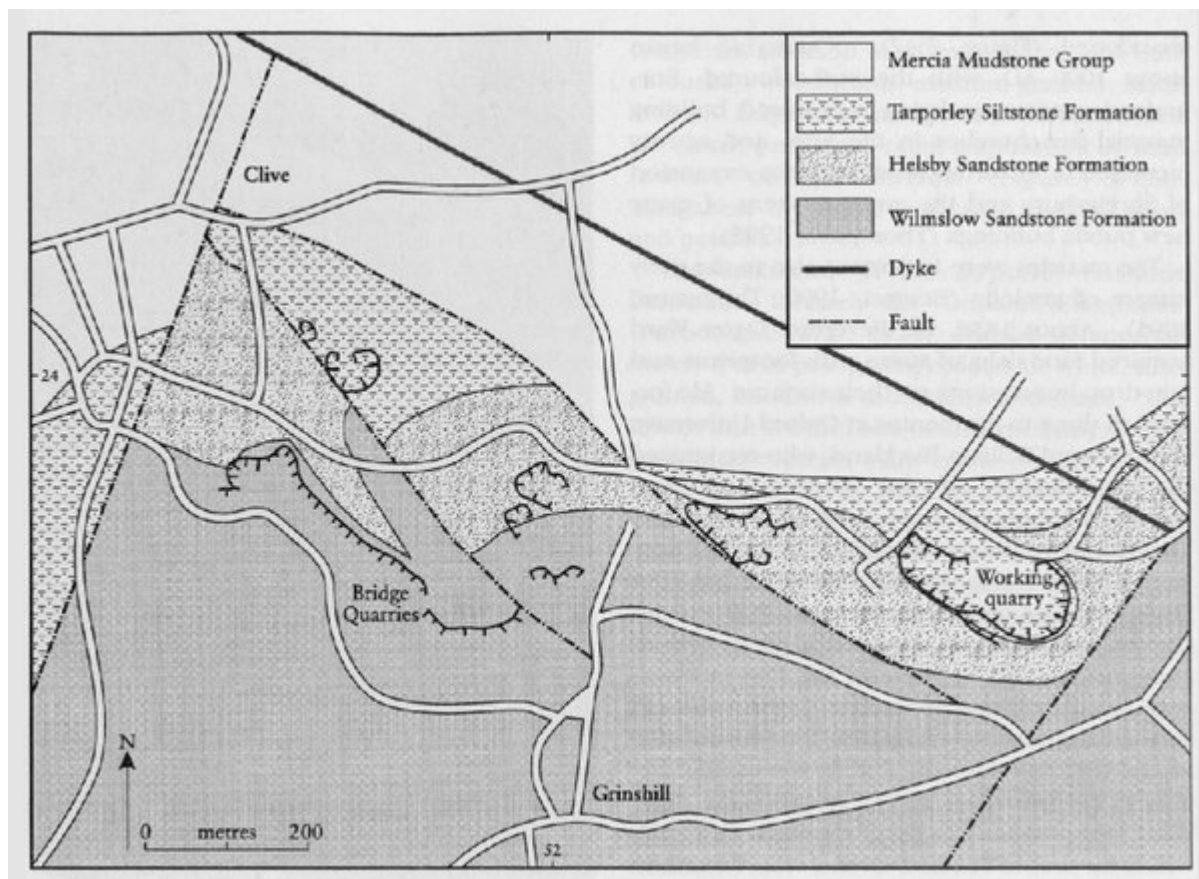 Mercia Mudstone Group
Tarporley Siltstone Formation
Helsby Sandstone Formation
Wilmslow Sandstone Formation
Dyke
Fault
Clive
24
Working
quarry
Bridge
Quarries
N
Grinshill
0 metres 200
52